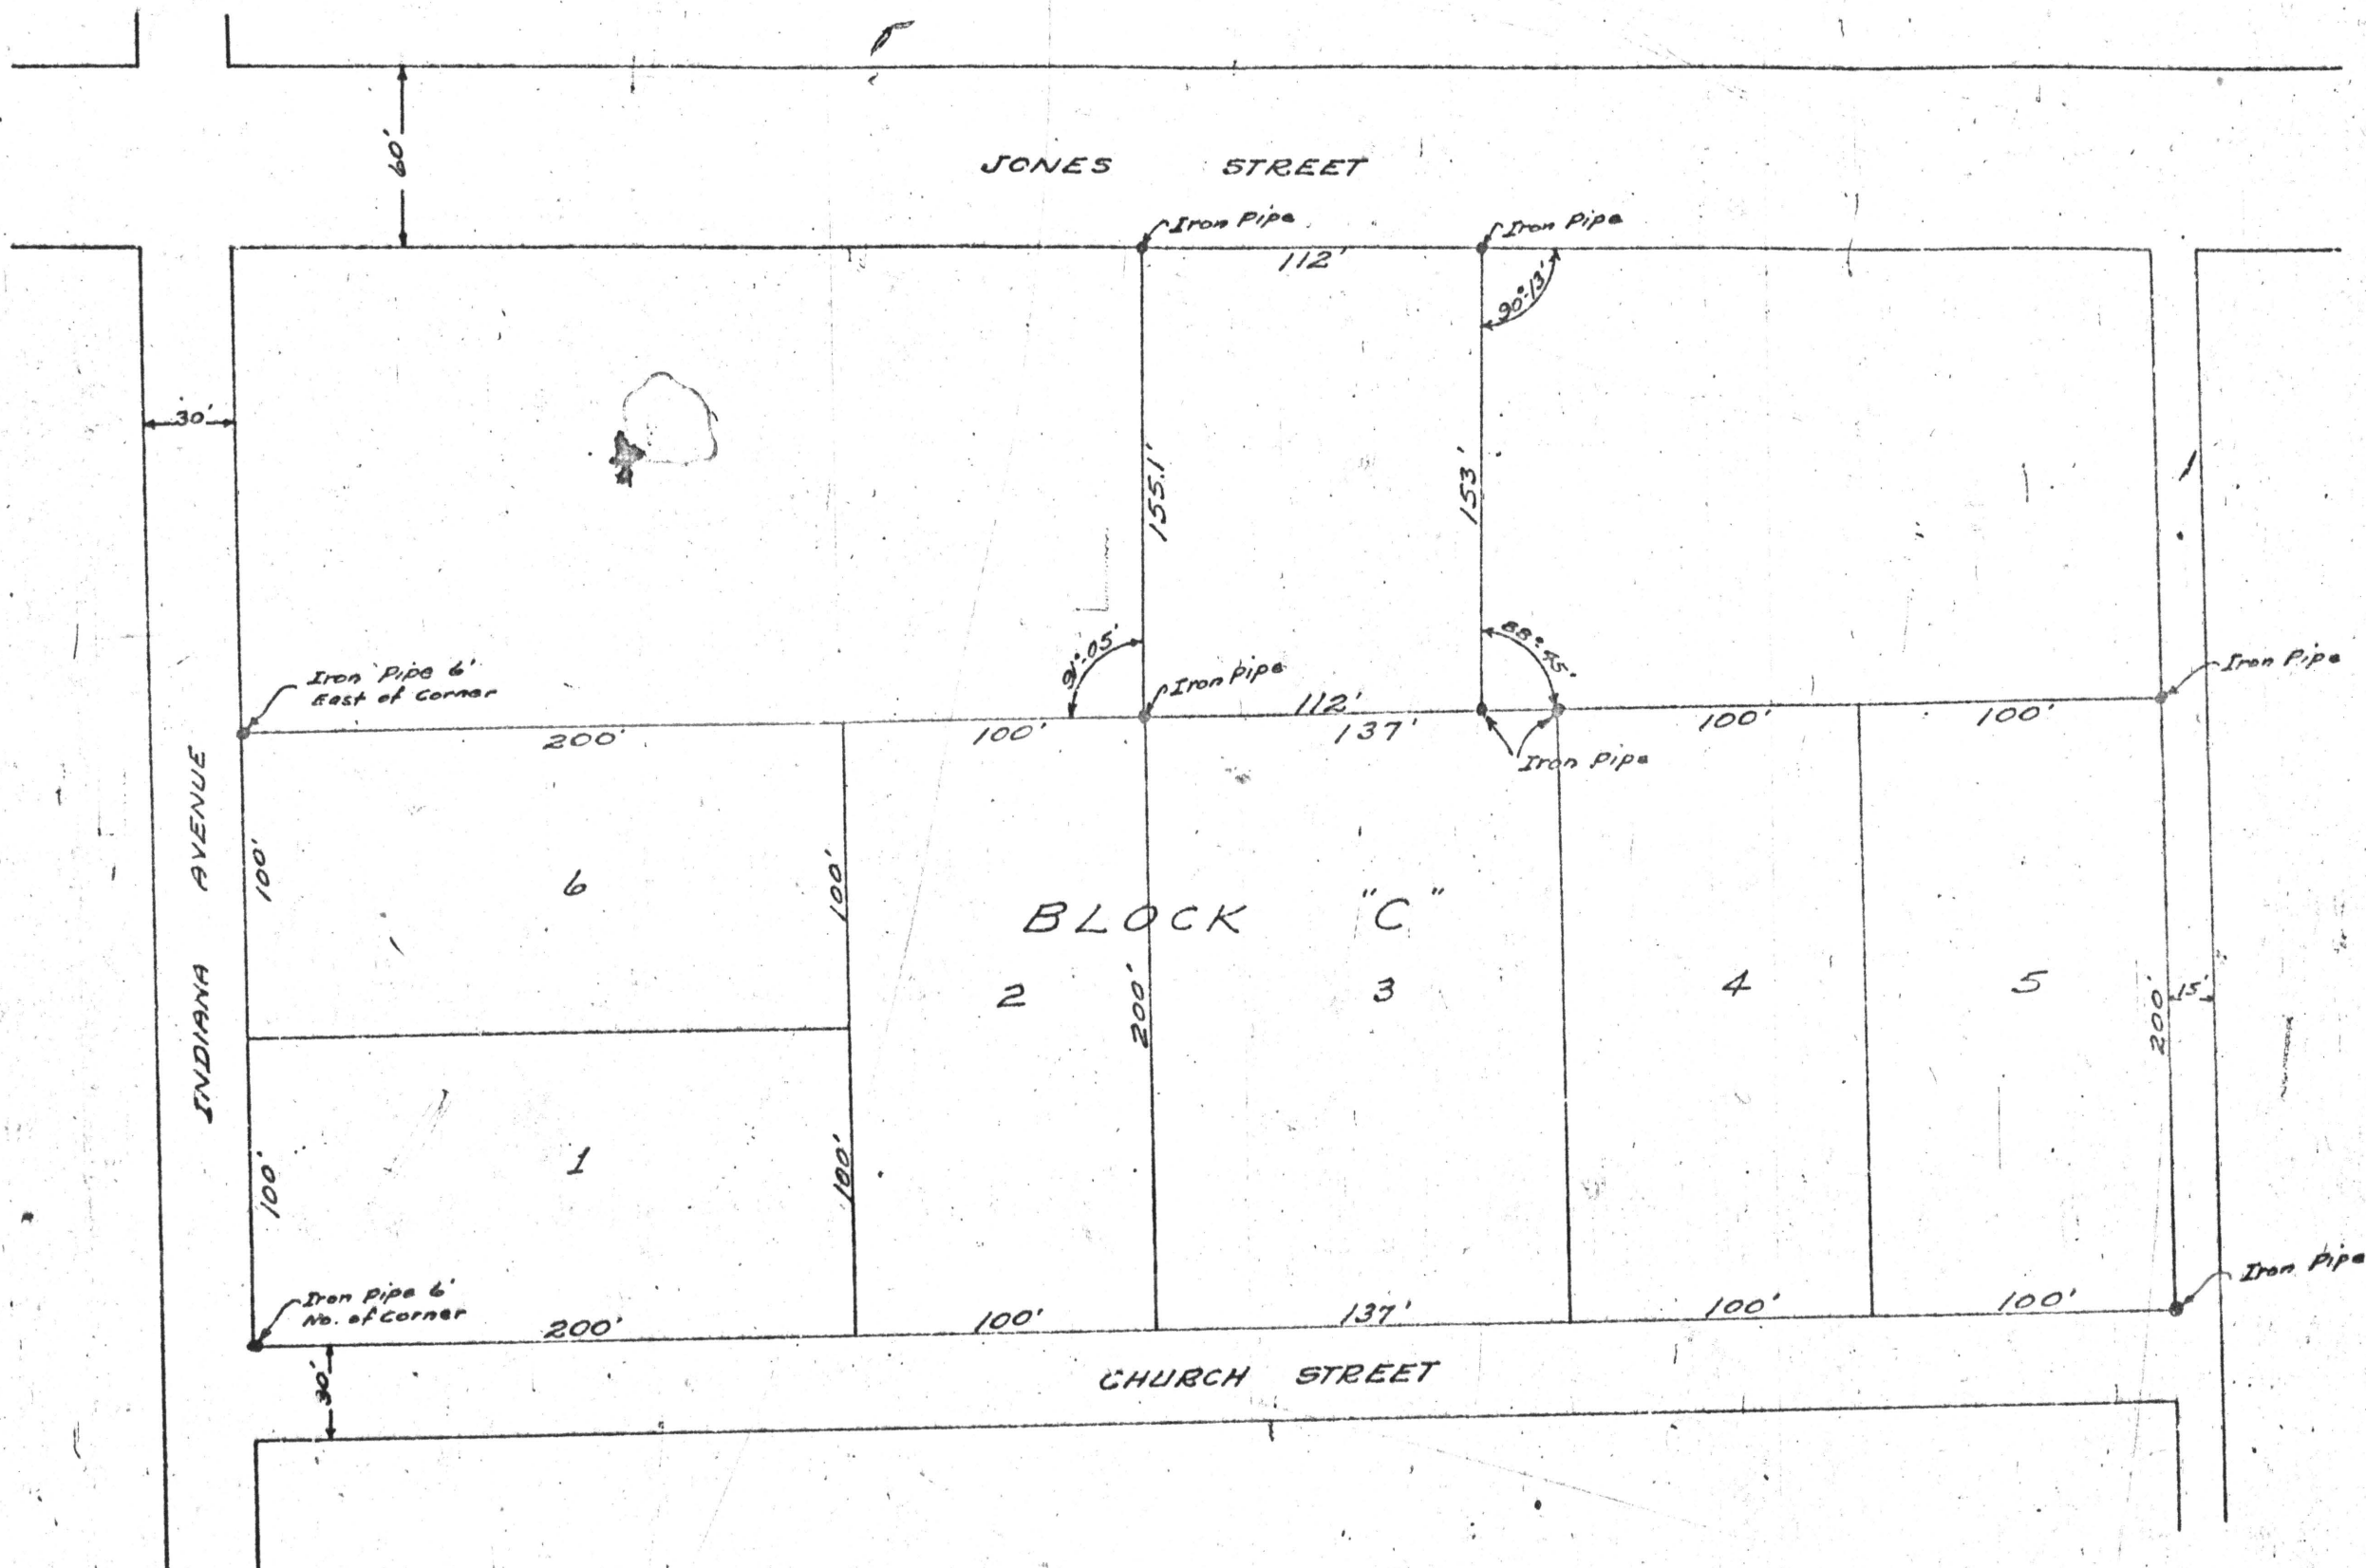 60'
JONES STREET
Iron Pipe
Iron Pipe
112'
90°-13'
30'
155.1'
153'
91°-05'
88°-45'
Iron Pipe 6'
East of Corner
Iron Pipe
Iron Pipe
112'
200'
100'
137'
100'
100'
Iron Pipe
INDIANA AVENUE
100'
6
100'
BLOCK "C"
2
200'
3
4
5
200'
15'
100'
1
100'
Iron Pipe 6'
No. of Corner
Iron Pipe
200'
100'
137'
100'
100'
30'
CHURCH STREET